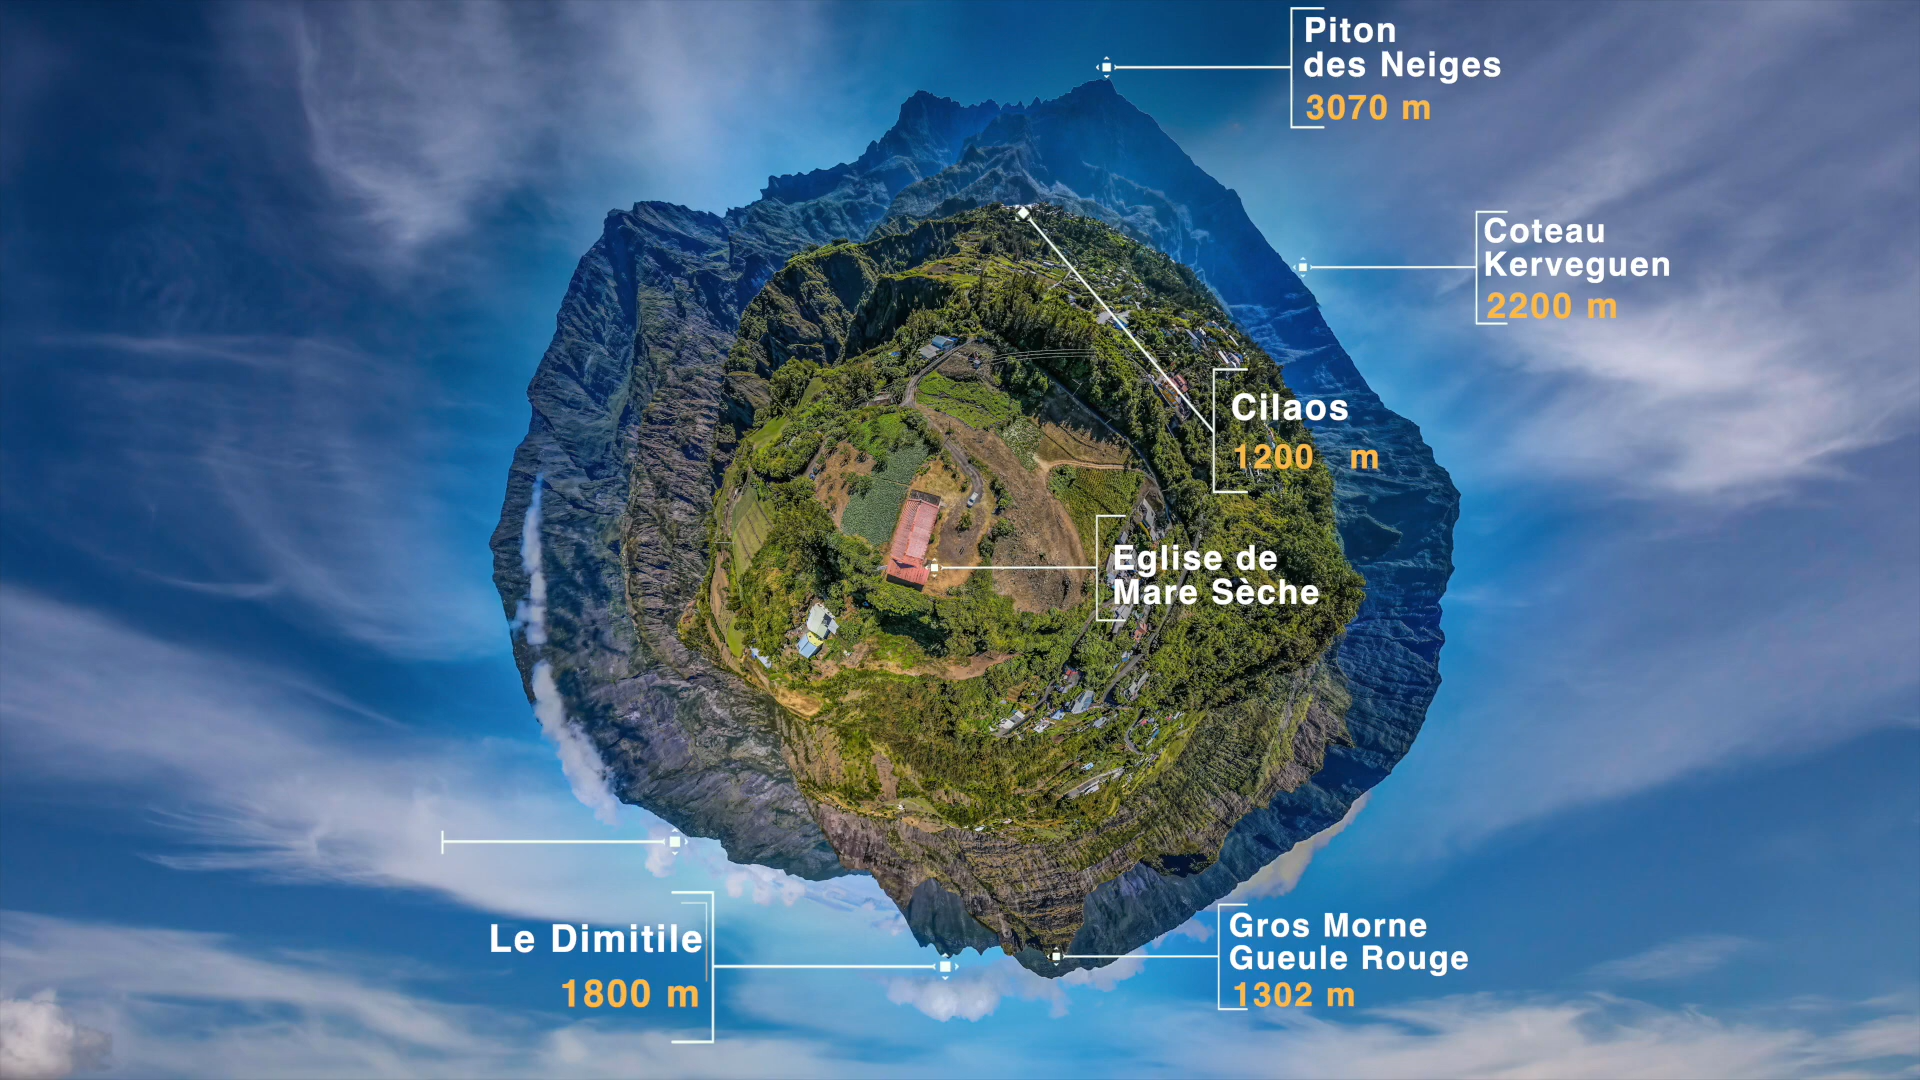 Piton
des Neiges
3070 m
Coteau
Kerveguen
2200 m
Cilaos
1200 m
Eglise de
Mare Sèche
Le Dimitile
1800 m
Gros Morne
Gueule Rouge
1302 m